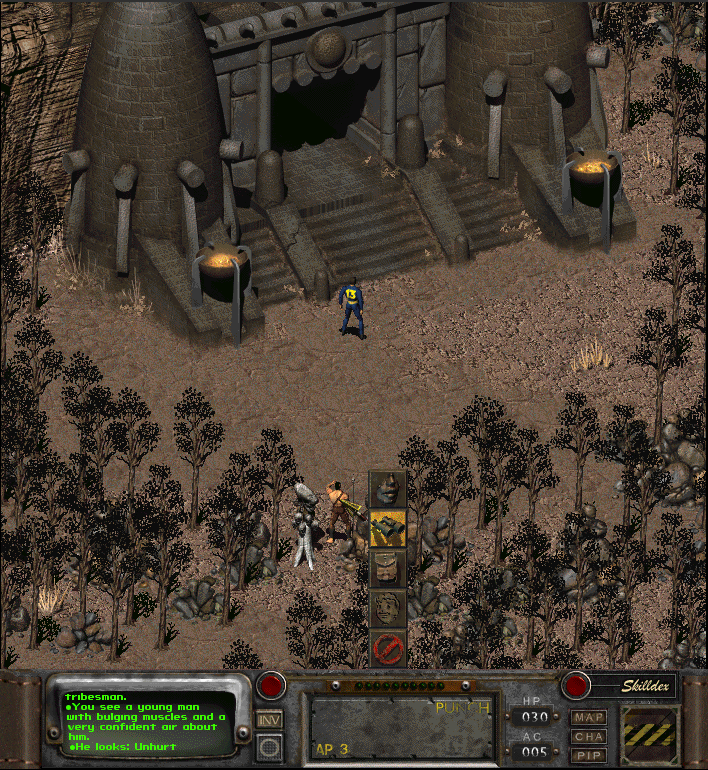 13
tribesman.
•You see a young man
with bulging muscles and a
very confident air about
him.
•He looks: Unhurt
INV
PUNCH
AP 3
HP
030
AC
005
Skilldex
MAP
CHA
PIP